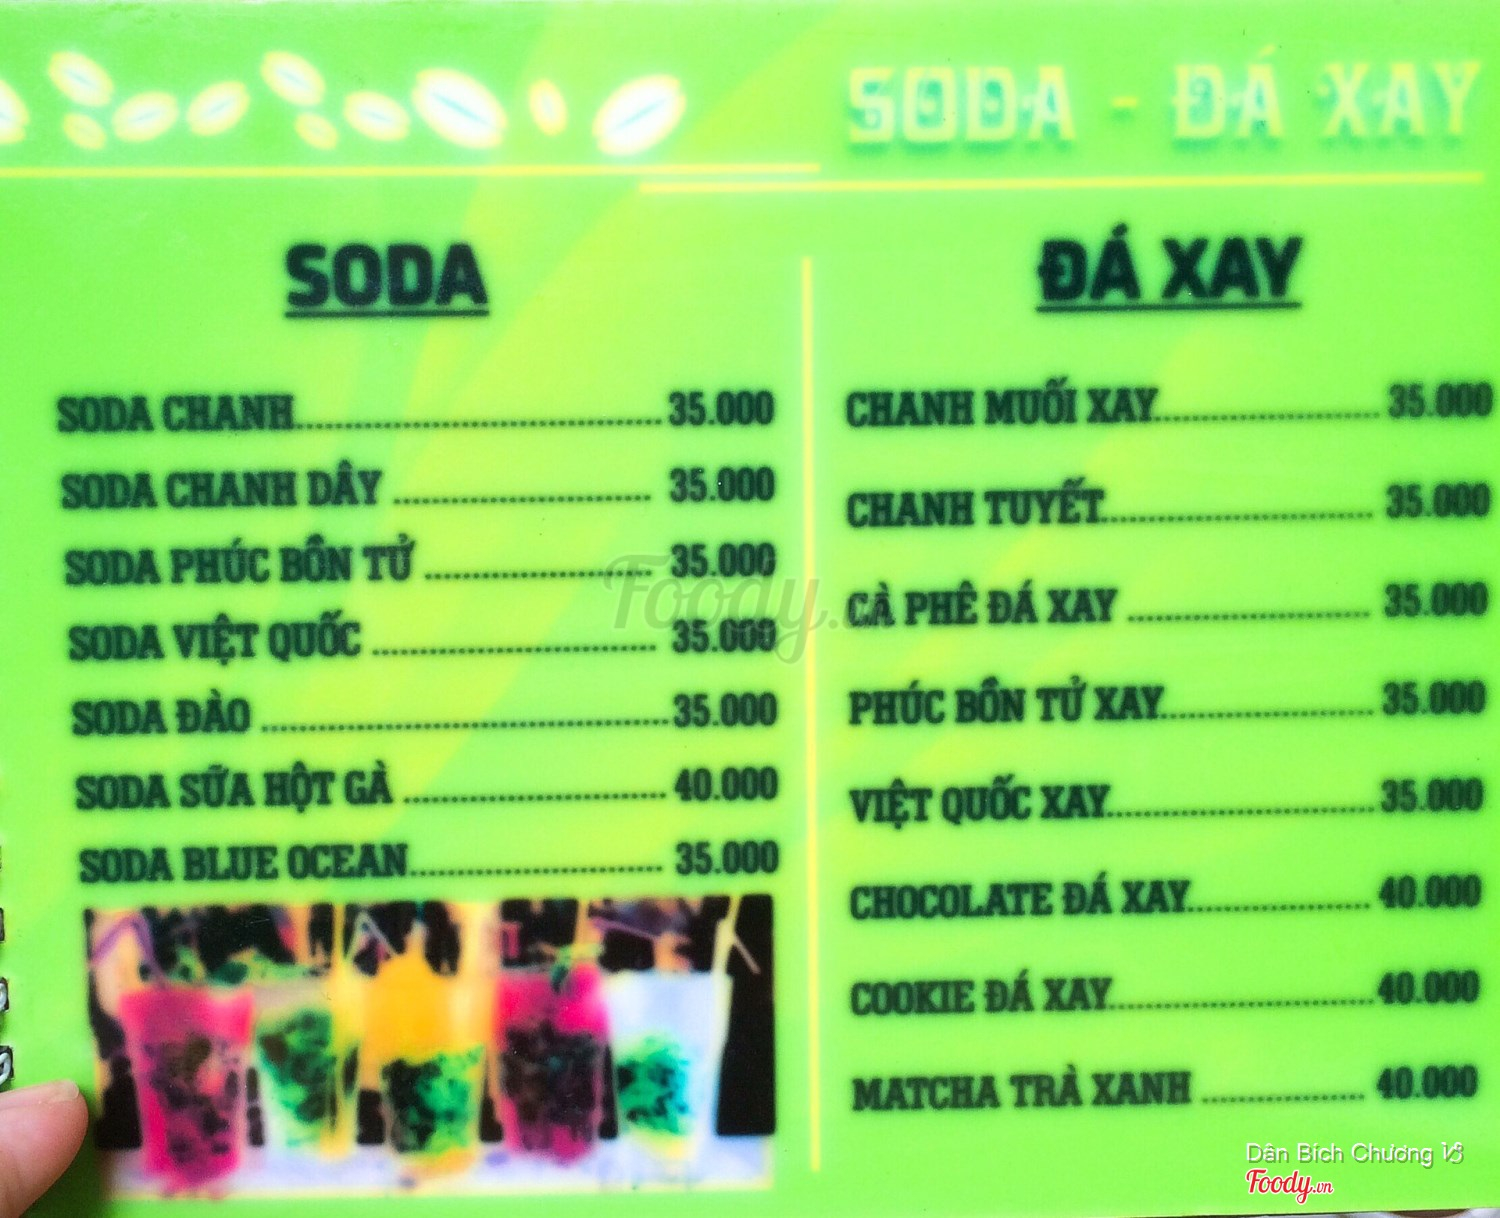 SODA - ĐÁ XAY
SODA
SODA CHANH 35.000
SODA CHANH DÂY 35.000
SODA PHÚC BỒN TỬ 35.000
SODA VIỆT QUỐC 35.000
SODA ĐÀO 35.000
SODA SỮA HỘT GÀ 40.000
SODA BLUE OCEAN 35.000
ĐÁ XAY
CHANH MUỐI XAY 35.000
CHANH TUYẾT 35.000
CÀ PHÊ ĐÁ XAY 35.000
PHÚC BỒN TỬ XAY 35.000
VIỆT QUỐC XAY 35.000
CHOCOLATE ĐÁ XAY 40.000
COOKIE ĐÁ XAY 40.000
MATCHA TRÀ XANH 40.000
Foody.vn
Dân Bích Chương ♑
Foody.vn